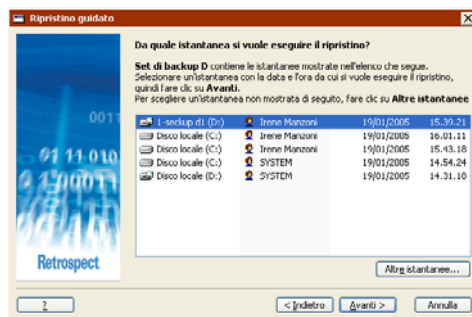 Ripristino guidato
Da quale istantanea si vuole eseguire il ripristino?
Set di backup D contiene le istantanee mostrate nell'elenco che segue.
Selezionare un'istantanea con la data e l'ora da cui si vuole eseguire il ripristino,
quindi fare clic su Avanti.
Per scegliere un'istantanea non mostrata di seguito, fare clic su Altre istantanee
1-seckup d1 (D:) Irene Manzoni 19/01/2005 15.39.21
Disco locale (C:) Irene Manzoni 19/01/2005 16.01.11
Disco locale (C:) Irene Manzoni 19/01/2005 15.43.18
Disco locale (C:) SYSTEM 19/01/2005 14.54.24
Disco locale (D:) SYSTEM 19/01/2005 14.31.18
0011
01 11 010
Retrospect
Altre istantanee...
?
< Indietro
Avanti >
Annulla